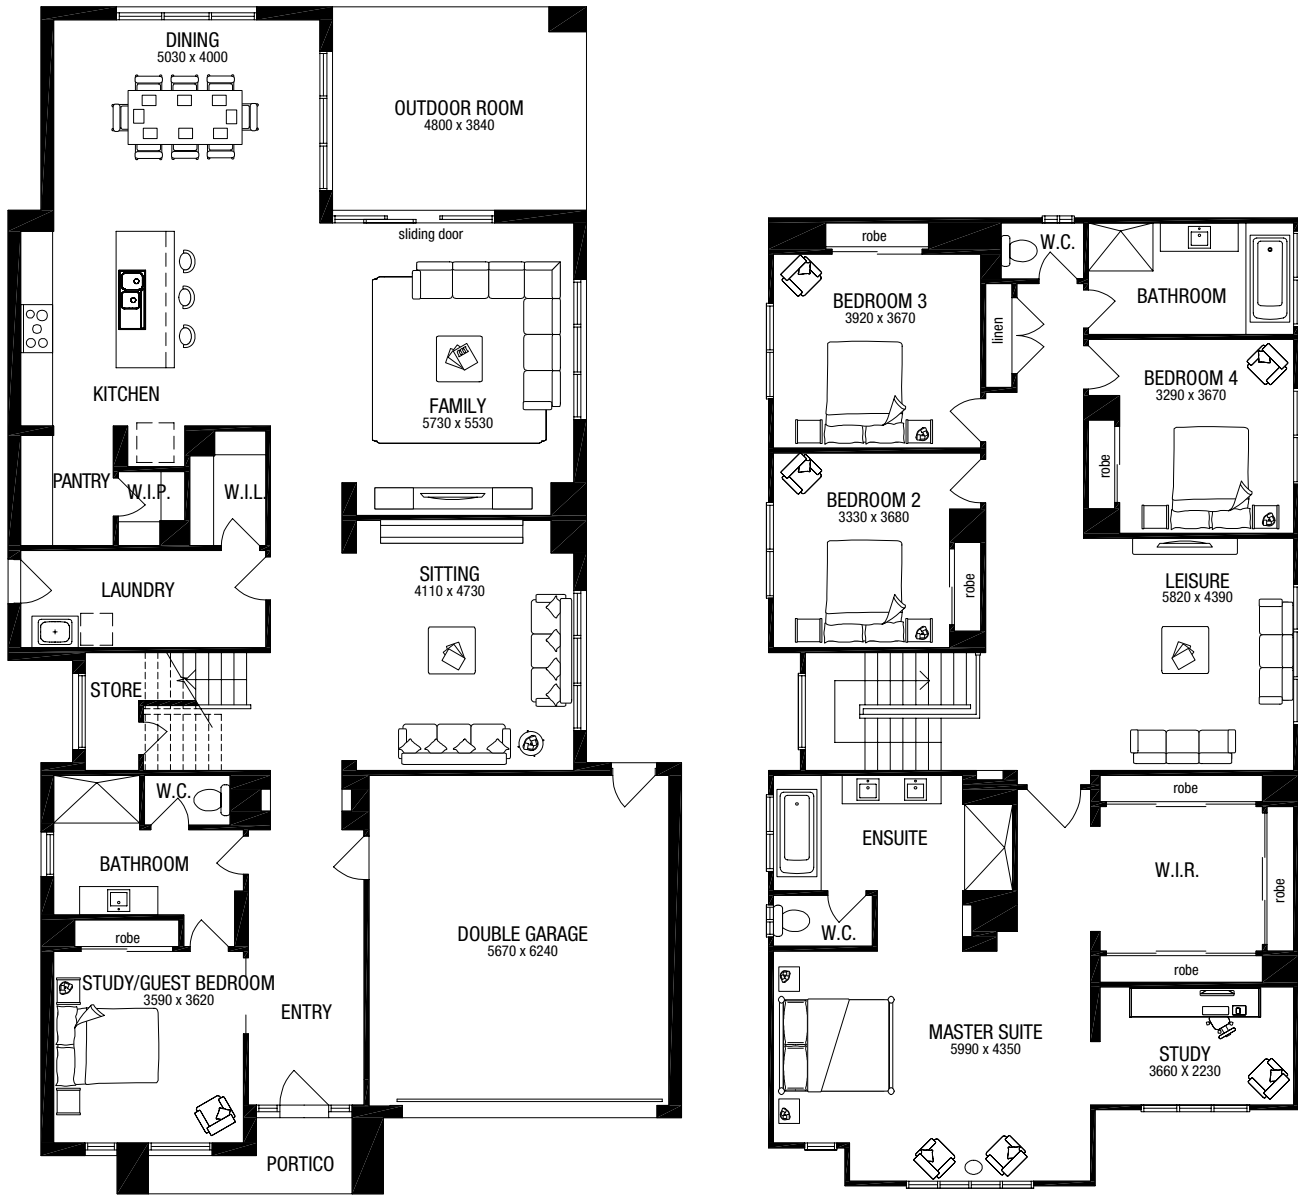 DINING
5030 x 4000
OUTDOOR ROOM
4800 x 3840
sliding door
KITCHEN
FAMILY
5730 x 5530
PANTRY
W.I.P.
W.I.L.
LAUNDRY
SITTING
4110 x 4730
STORE
W.C.
BATHROOM
robe
STUDY/GUEST BEDROOM
3590 x 3620
ENTRY
DOUBLE GARAGE
5670 x 6240
PORTICO
robe
W.C.
BATHROOM
BEDROOM 3
3920 x 3670
linen
BEDROOM 4
3290 x 3670
robe
BEDROOM 2
3330 x 3680
robe
LEISURE
5820 x 4390
ENSUITE
robe
W.I.R.
robe
W.C.
robe
MASTER SUITE
5990 x 4350
STUDY
3660 X 2230